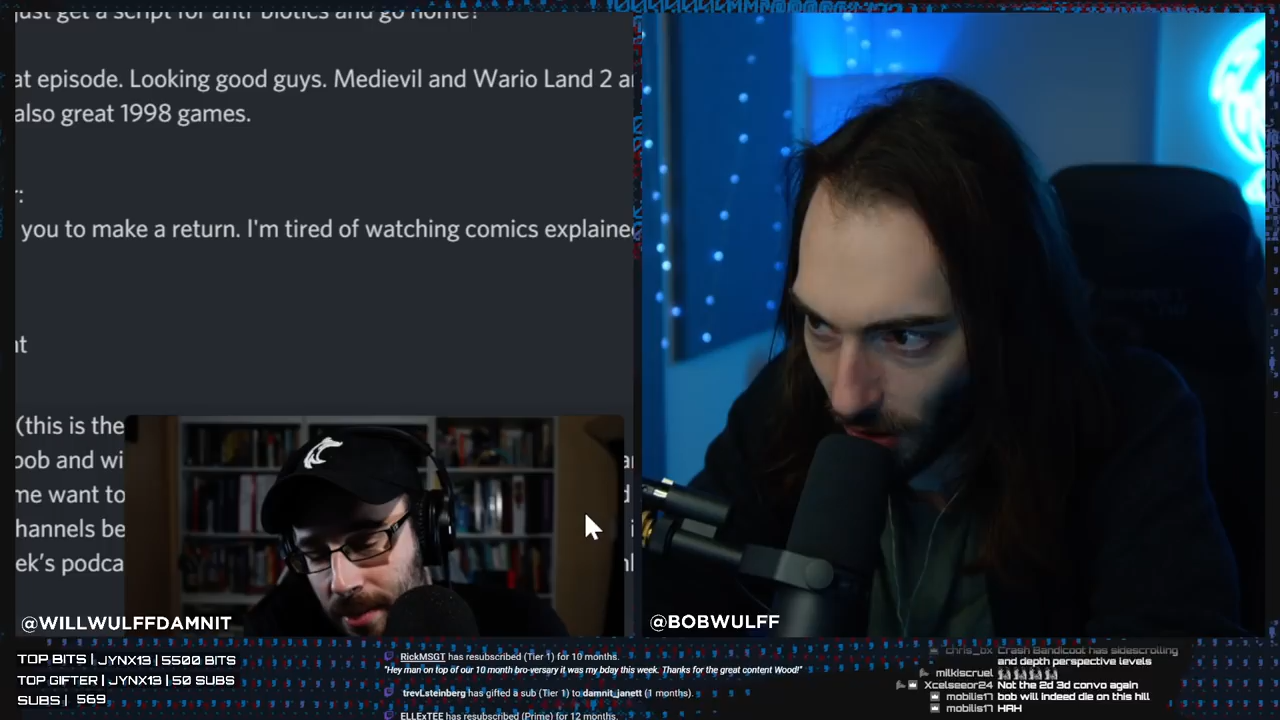 just get a script for anti-biotics and go home?
at episode. Looking good guys. Medievil and Wario Land 2 a
also great 1998 games.
r:
you to make a return. I'm tired of watching comics explained
nt
(this is the
bob and wi
me want to
hannels be
ek's podca
@WILLWULFFDAMNIT
@BOBWULFF
TOP BITS | JYNX13 | 5500 BITS
TOP GIFTER | JYNX13 | 50 SUBS
SUBS | 569
RickMSGT has resubscribed (Tier 1) for 10 months.
"Hey man on top of our 10 month bro-versary it was my bday this week. Thanks for the great content Wood!"
trevLsteinberg has gifted a sub (Tier 1) to damnit_janett (1 months).
ELLExTEE has resubscribed (Prime) for 12 months.
chris_bx Crash Bandicoot has sidescrolling
and depth perspective levels
milkiscruel
Xcelseeor24 Not the 2d 3d convo again
mobilis17 bob will indeed die on this hill
mobilis17 HAH